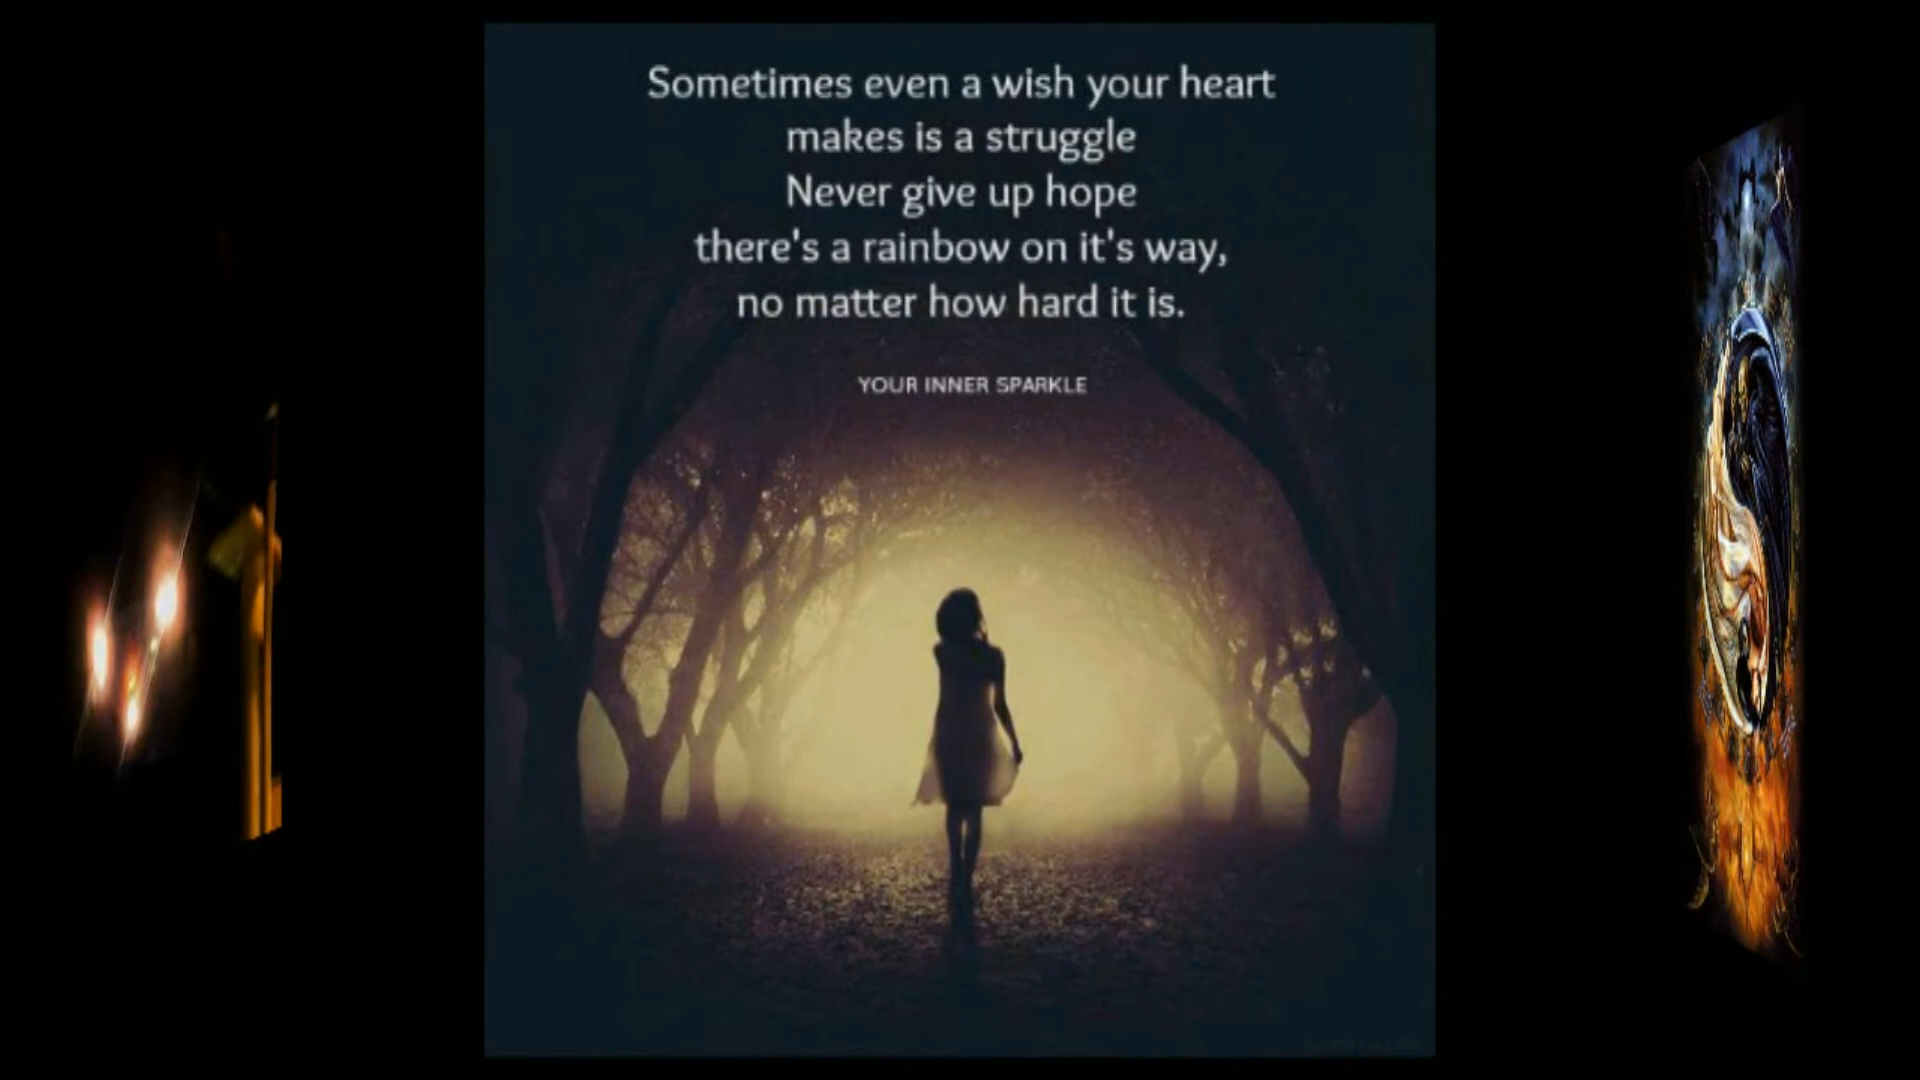 Sometimes even a wish your heart
makes is a struggle
Never give up hope
there's a rainbow on it's way,
no matter how hard it is.
YOUR INNER SPARKLE